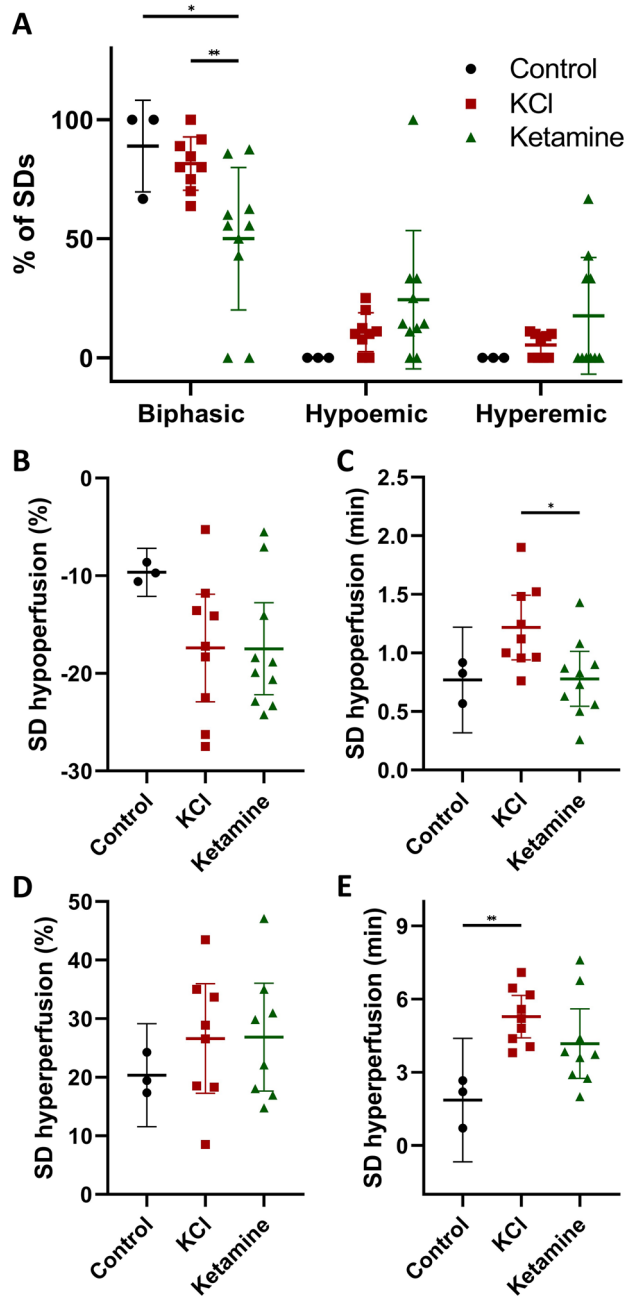 A
*
**
Control
KCl
Ketamine
% of SDs
100
50
0
Biphasic Hypoemic Hyperemic
B
SD hypoperfusion (%)
0
-10
-20
-30
Control KCl Ketamine
C
SD hypoperfusion (min)
2.5
2.0
1.5
1.0
0.5
0.0
*
Control KCl Ketamine
D
SD hyperperfusion (%)
50
40
30
20
10
0
Control KCl Ketamine
E
SD hyperperfusion (min)
9
6
3
0
**
Control KCl Ketamine